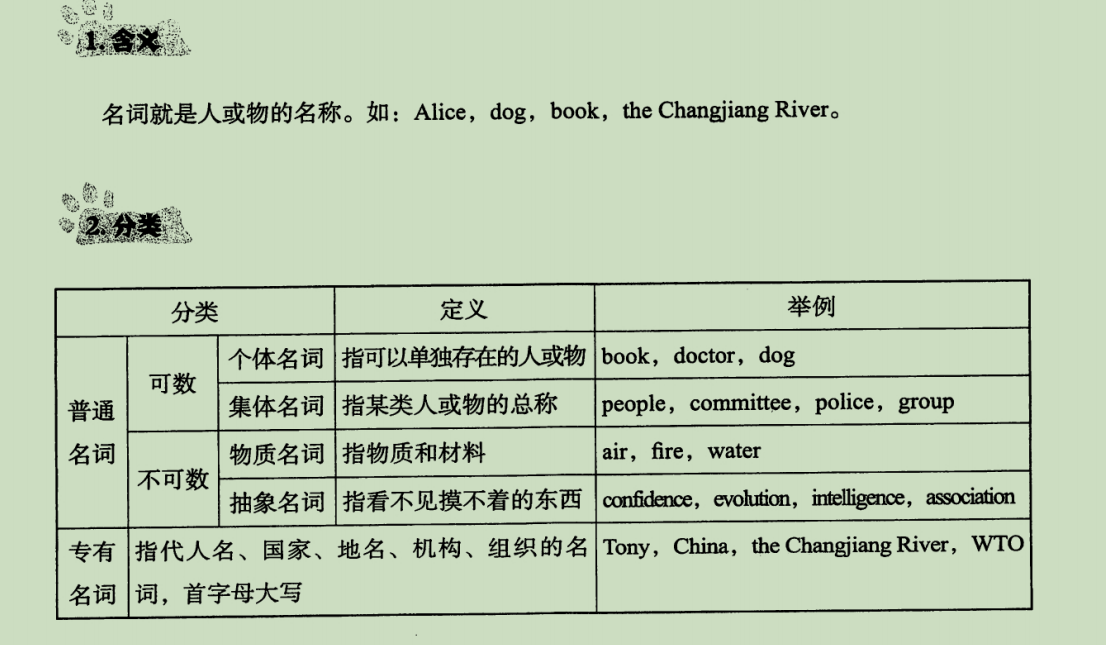 1. 含义
名词就是人或物的名称。如：Alice，dog，book，the Changjiang River。
2. 分类
分类 定义 举例
普通名词 可数 个体名词 指可以单独存在的人或物 book，doctor，dog
集体名词 指某类人或物的总称 people，committee，police，group
不可数 物质名词 指物质和材料 air，fire，water
抽象名词 指看不见摸不着的东西 confidence，evolution，intelligence，association
专有名词 指代人名、国家、地名、机构、组织的名 Tony，China，the Changjiang River，WTO
词，首字母大写